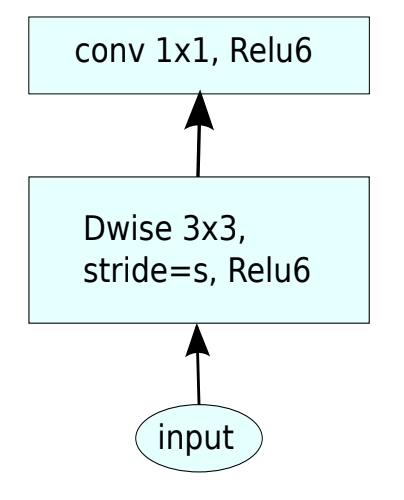 conv 1x1, Relu6
Dwise 3x3,
stride=s, Relu6
input